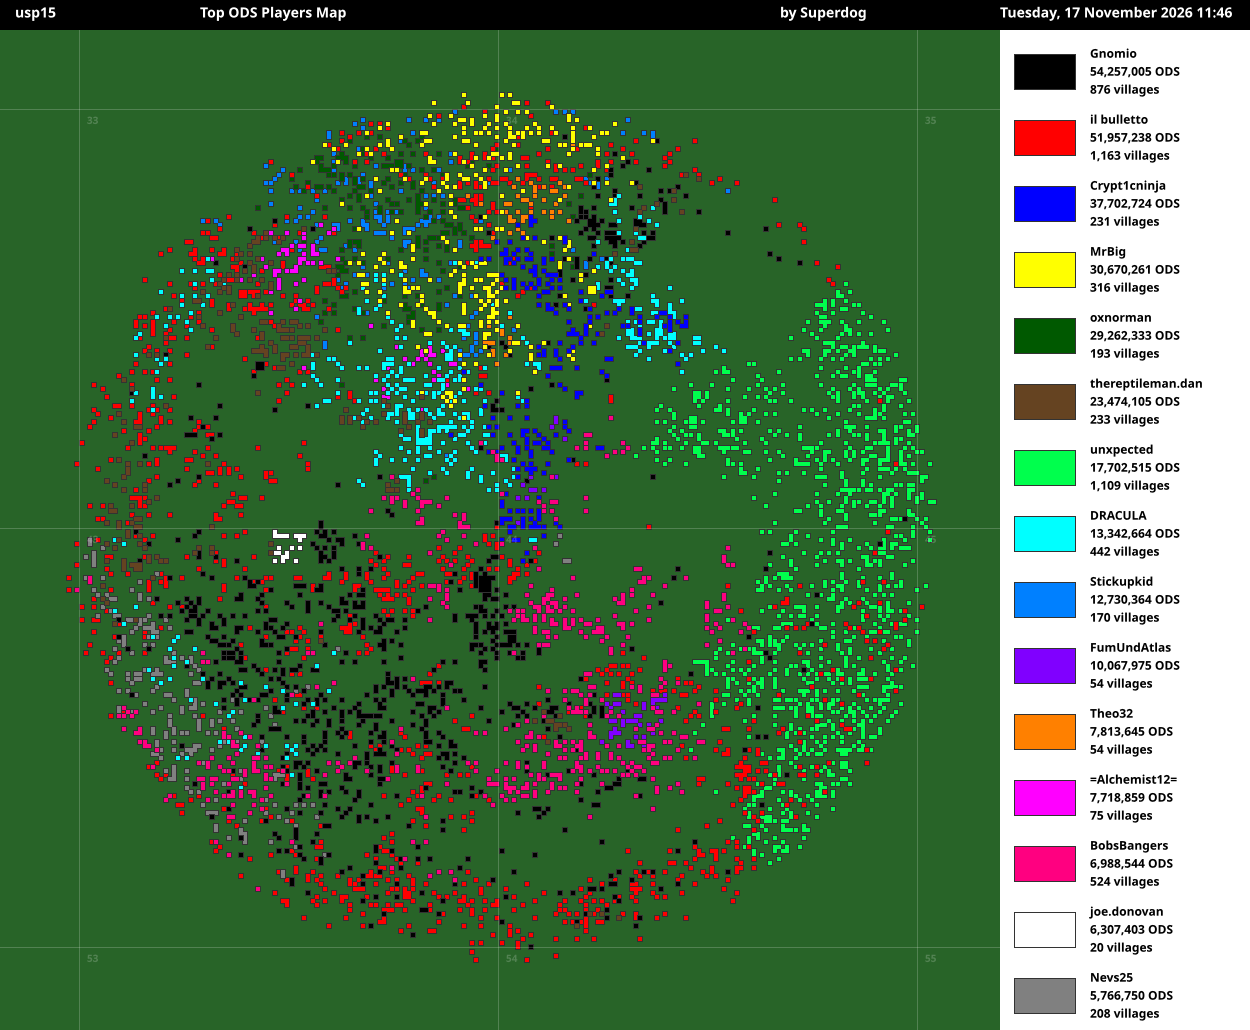 usp15 Top ODS Players Map by Superdog Tuesday, 17 November 2026 11:46
Gnomio
54,257,005 ODS
876 villages
il bulletto
51,957,238 ODS
1,163 villages
Crypt1cninja
37,702,724 ODS
231 villages
MrBig
30,670,261 ODS
316 villages
oxnorman
29,262,333 ODS
193 villages
thereptileman.dan
23,474,105 ODS
233 villages
unxpected
17,702,515 ODS
1,109 villages
DRACULA
13,342,664 ODS
442 villages
Stickupkid
12,730,364 ODS
170 villages
FumUndAtlas
10,067,975 ODS
54 villages
Theo32
7,813,645 ODS
54 villages
=Alchemist12=
7,718,859 ODS
75 villages
BobsBangers
6,988,544 ODS
524 villages
joe.donovan
6,307,403 ODS
20 villages
Nevs25
5,766,750 ODS
208 villages
33 34 35
53 54 55